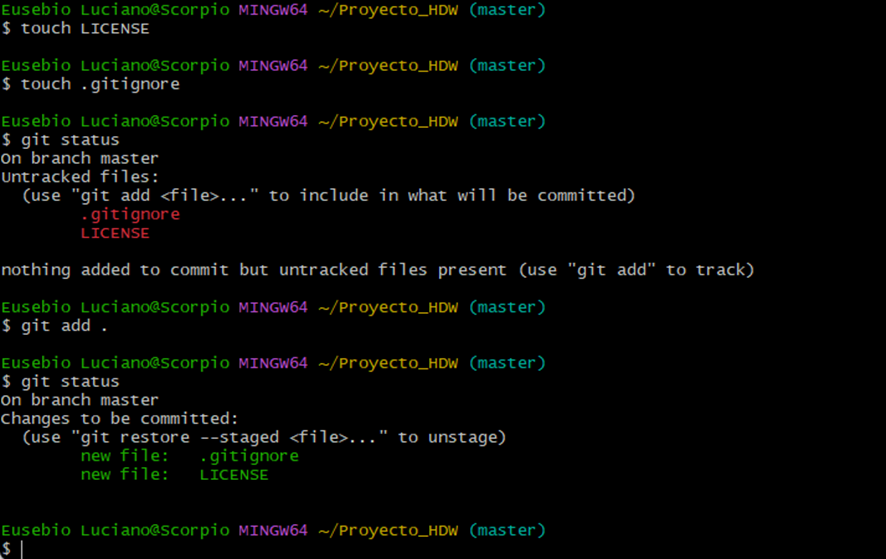 Eusebio Luciano@Scorpio MINGW64 ~/Proyecto_HDW (master)
$ touch LICENSE
Eusebio Luciano@Scorpio MINGW64 ~/Proyecto_HDW (master)
$ touch .gitignore
Eusebio Luciano@Scorpio MINGW64 ~/Proyecto_HDW (master)
$ git status
On branch master
Untracked files:
(use "git add <file>..." to include in what will be committed)
.gitignore
LICENSE
nothing added to commit but untracked files present (use "git add" to track)
Eusebio Luciano@Scorpio MINGW64 ~/Proyecto_HDW (master)
$ git add .
Eusebio Luciano@Scorpio MINGW64 ~/Proyecto_HDW (master)
$ git status
On branch master
Changes to be committed:
(use "git restore --staged <file>..." to unstage)
new file:   .gitignore
new file:   LICENSE
Eusebio Luciano@Scorpio MINGW64 ~/Proyecto_HDW (master)
$